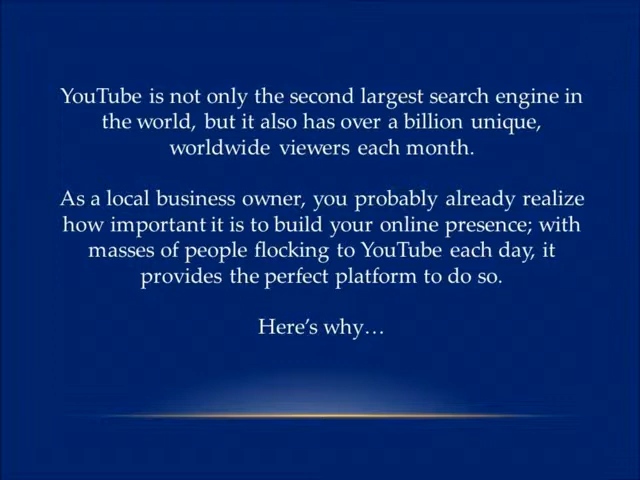 YouTube is not only the second largest search engine in
the world, but it also has over a billion unique,
worldwide viewers each month.
As a local business owner, you probably already realize
how important it is to build your online presence; with
masses of people flocking to YouTube each day, it
provides the perfect platform to do so.
Here’s why…